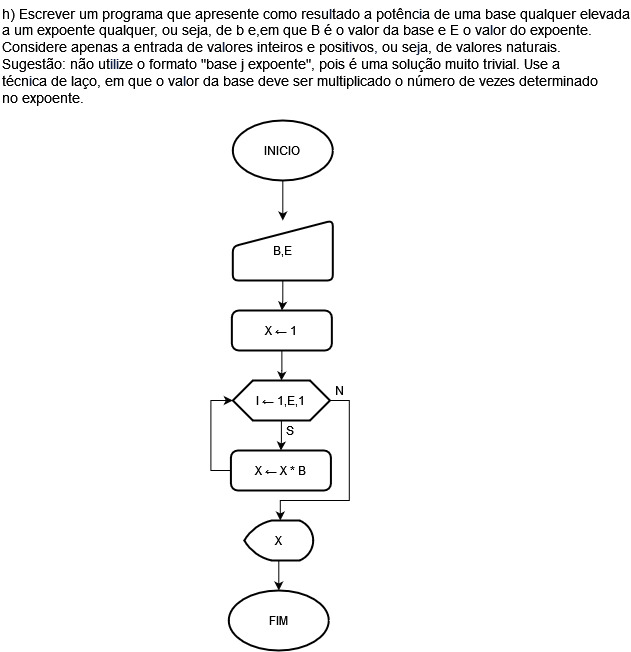 h) Escrever um programa que apresente como resultado a potência de uma base qualquer elevada
a um expoente qualquer, ou seja, de b e,em que B é o valor da base e E o valor do expoente.
Considere apenas a entrada de valores inteiros e positivos, ou seja, de valores naturais.
Sugestão: não utilize o formato "base j expoente", pois é uma solução muito trivial. Use a
técnica de laço, em que o valor da base deve ser multiplicado o número de vezes determinado
no expoente.
INICIO
B,E
X ← 1
N
I ← 1,E,1
S
X ← X * B
X
FIM